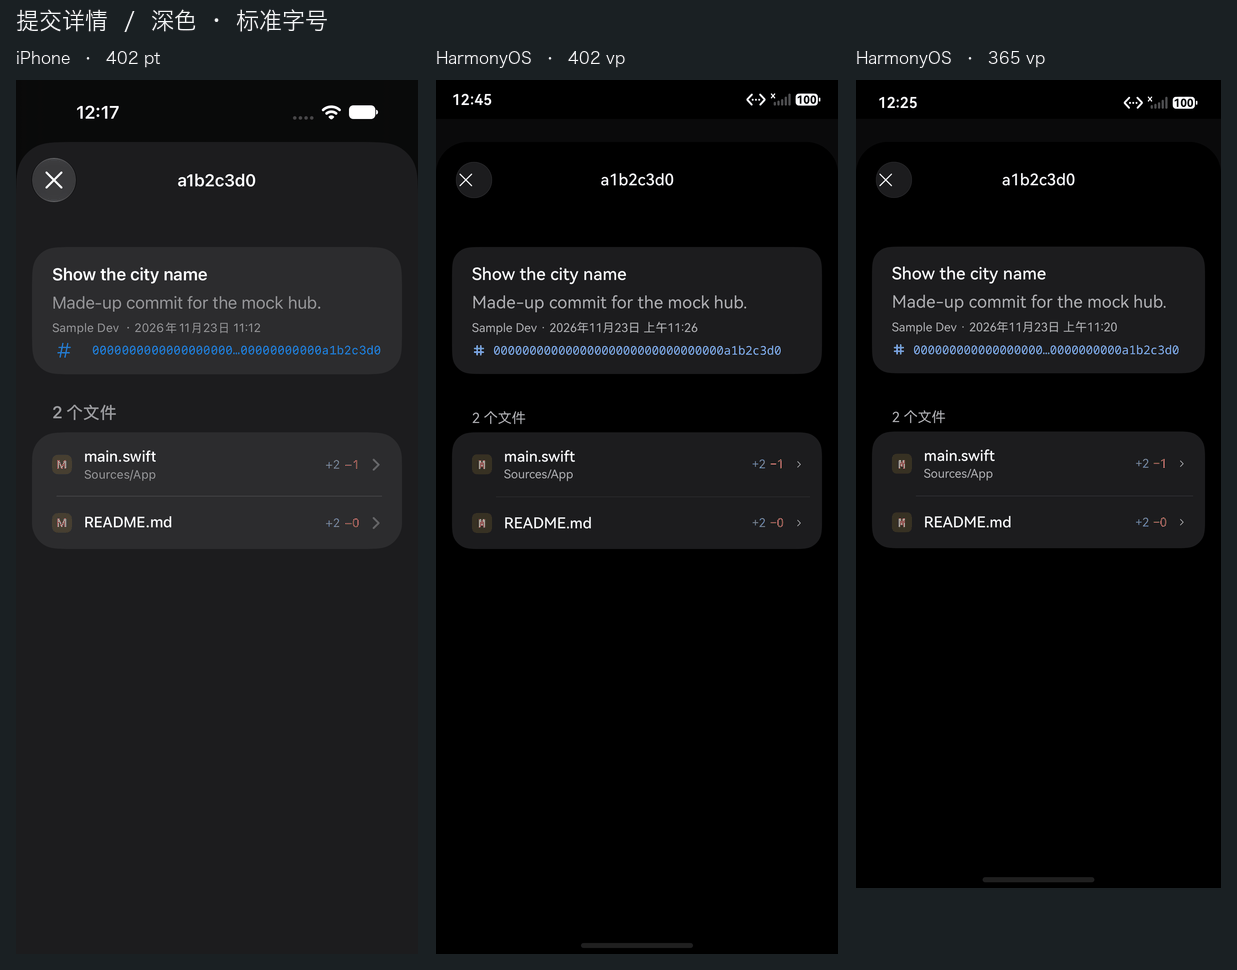 提交详情 / 深色 · 标准字号
iPhone · 402 pt
12:17
a1b2c3d0
Show the city name
Made-up commit for the mock hub.
Sample Dev · 2026年11月23日 11:12
# 0000000000000000000…00000000000a1b2c3d0
2 个文件
M main.swift +2 −1
Sources/App
M README.md +2 −0
HarmonyOS · 402 vp
12:45
100
a1b2c3d0
Show the city name
Made-up commit for the mock hub.
Sample Dev · 2026年11月23日 上午11:26
# 00000000000000000000000000000000a1b2c3d0
2 个文件
M main.swift +2 −1
Sources/App
M README.md +2 −0
HarmonyOS · 365 vp
12:25
100
a1b2c3d0
Show the city name
Made-up commit for the mock hub.
Sample Dev · 2026年11月23日 上午11:20
# 000000000000000000…0000000000a1b2c3d0
2 个文件
M main.swift +2 −1
Sources/App
M README.md +2 −0